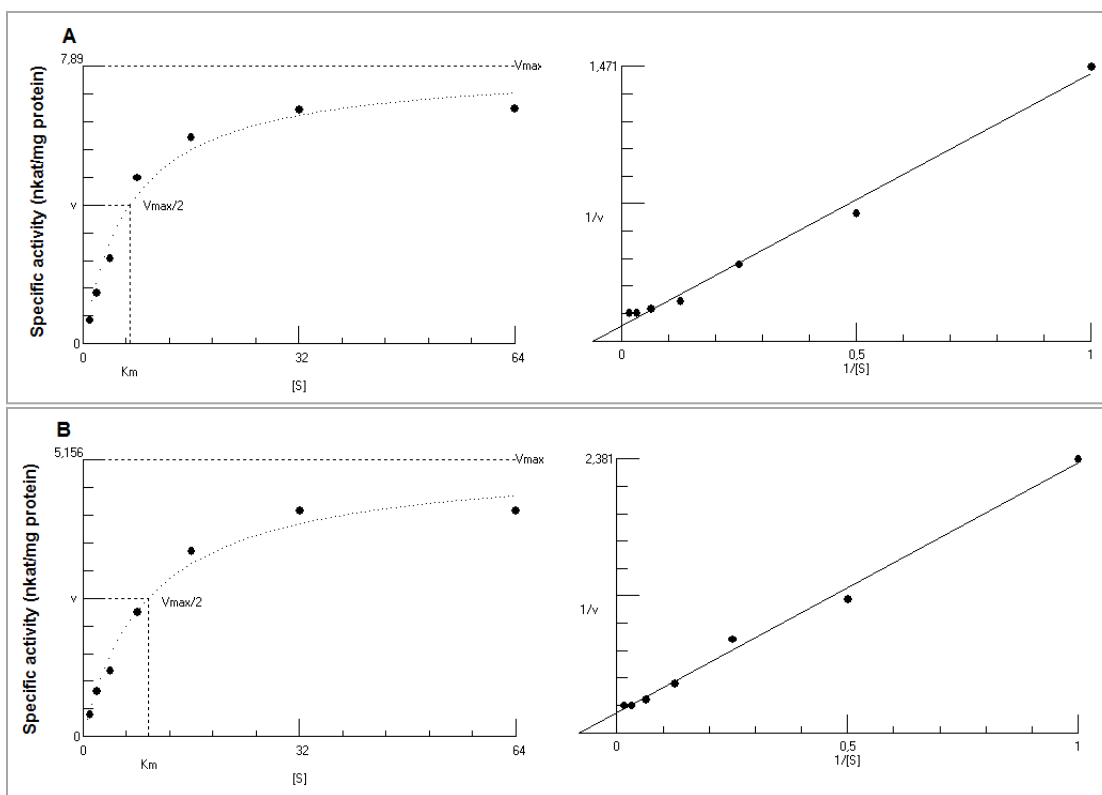 A
7,89
Vmax
v
Vmax/2
0
0
32
64
Km
[S]
Specific activity (nkat/mg protein)
1,471
1/v
0
0,5
1
1/[S]
B
5,156
Vmax
v
Vmax/2
0
0
32
64
Km
[S]
Specific activity (nkat/mg protein)
2,381
1/v
0
0,5
1
1/[S]